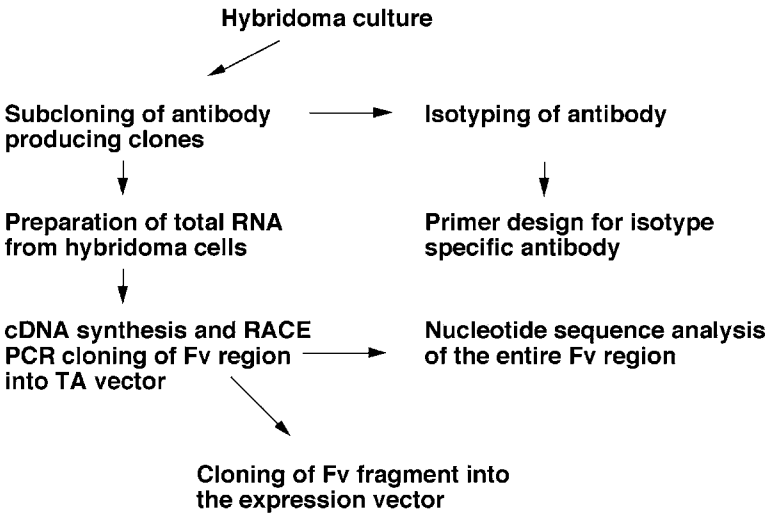 Hybridoma culture
Subcloning of antibody
producing clones
Isotyping of antibody
Preparation of total RNA
from hybridoma cells
Primer design for isotype
specific antibody
cDNA synthesis and RACE
PCR cloning of Fv region
into TA vector
Nucleotide sequence analysis
of the entire Fv region
Cloning of Fv fragment into
the expression vector